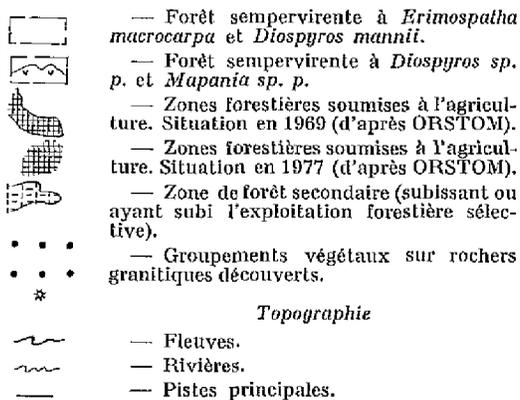 — Forêt sempervirente à Erimospatha
macrocarpa et Diospyros mannii.
— Forêt sempervirente à Diospyros sp.
p. et Mapania sp. p.
— Zones forestières soumises à l'agricul-
ture. Situation en 1969 (d'après ORSTOM).
— Zones forestières soumises à l'agricul-
ture. Situation en 1977 (d'après ORSTOM).
— Zone de forêt secondaire (subissant ou
ayant subi l'exploitation forestière sélec-
tive).
— Groupements végétaux sur rochers
granitiques découverts.
Topographie
— Fleuves.
— Rivières.
— Pistes principales.